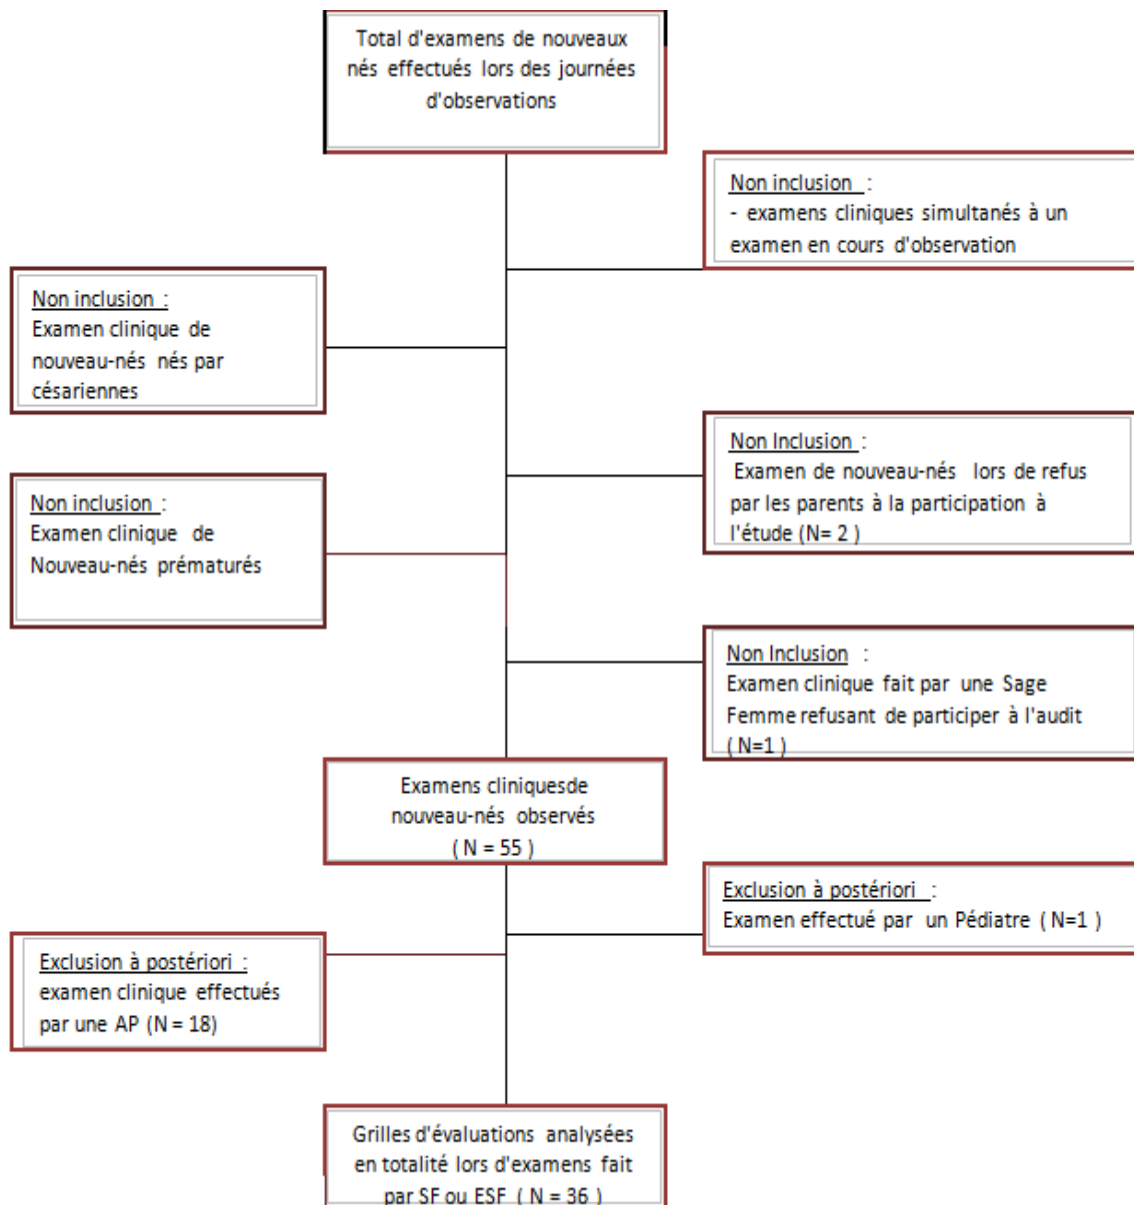 Total d'examens de nouveaux
nés effectués lors des journées
d'observations
Non inclusion :
- examens cliniques simultanés à un
examen en cours d'observation
Non inclusion :
Examen clinique de
nouveau-nés nés par
césariennes
Non Inclusion :
Examen de nouveau-nés lors de refus
par les parents à la participation à
l'étude (N= 2 )
Non inclusion :
Examen clinique de
Nouveau-nés prématurés
Non Inclusion :
Examen clinique fait par une Sage
Femme refusant de participer à l'audit
( N=1 )
Examens cliniquesde
nouveau-nés observés
( N = 55 )
Exclusion à postériori :
Examen effectué par un Pédiatre ( N=1 )
Exclusion à postériori :
examen clinique effectués
par une AP (N = 18)
Grilles d'évaluations analysées
en totalité lors d'examens fait
par SF ou ESF ( N = 36 )